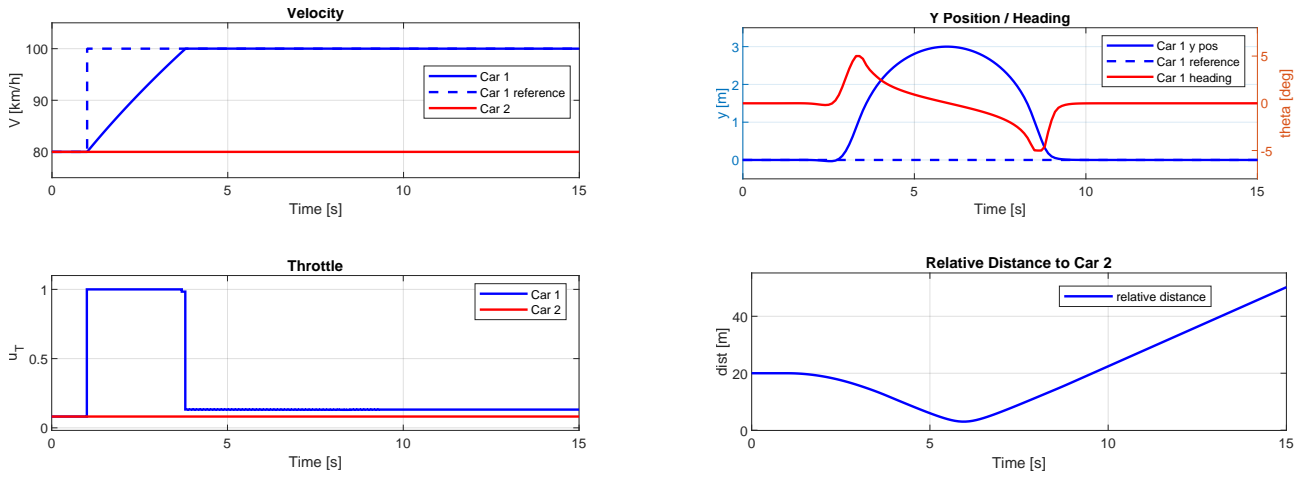 Velocity
V [km/h]
100
90
80
0
5
10
15
Time [s]
Car 1
Car 1 reference
Car 2
Y Position / Heading
y [m]
3
2
1
0
5
0
-5
theta [deg]
0
5
10
15
Time [s]
Car 1 y pos
Car 1 reference
Car 1 heading
Throttle
u_T
1
0.5
0
0
5
10
15
Time [s]
Car 1
Car 2
Relative Distance to Car 2
dist [m]
40
20
0
0
5
10
15
Time [s]
relative distance